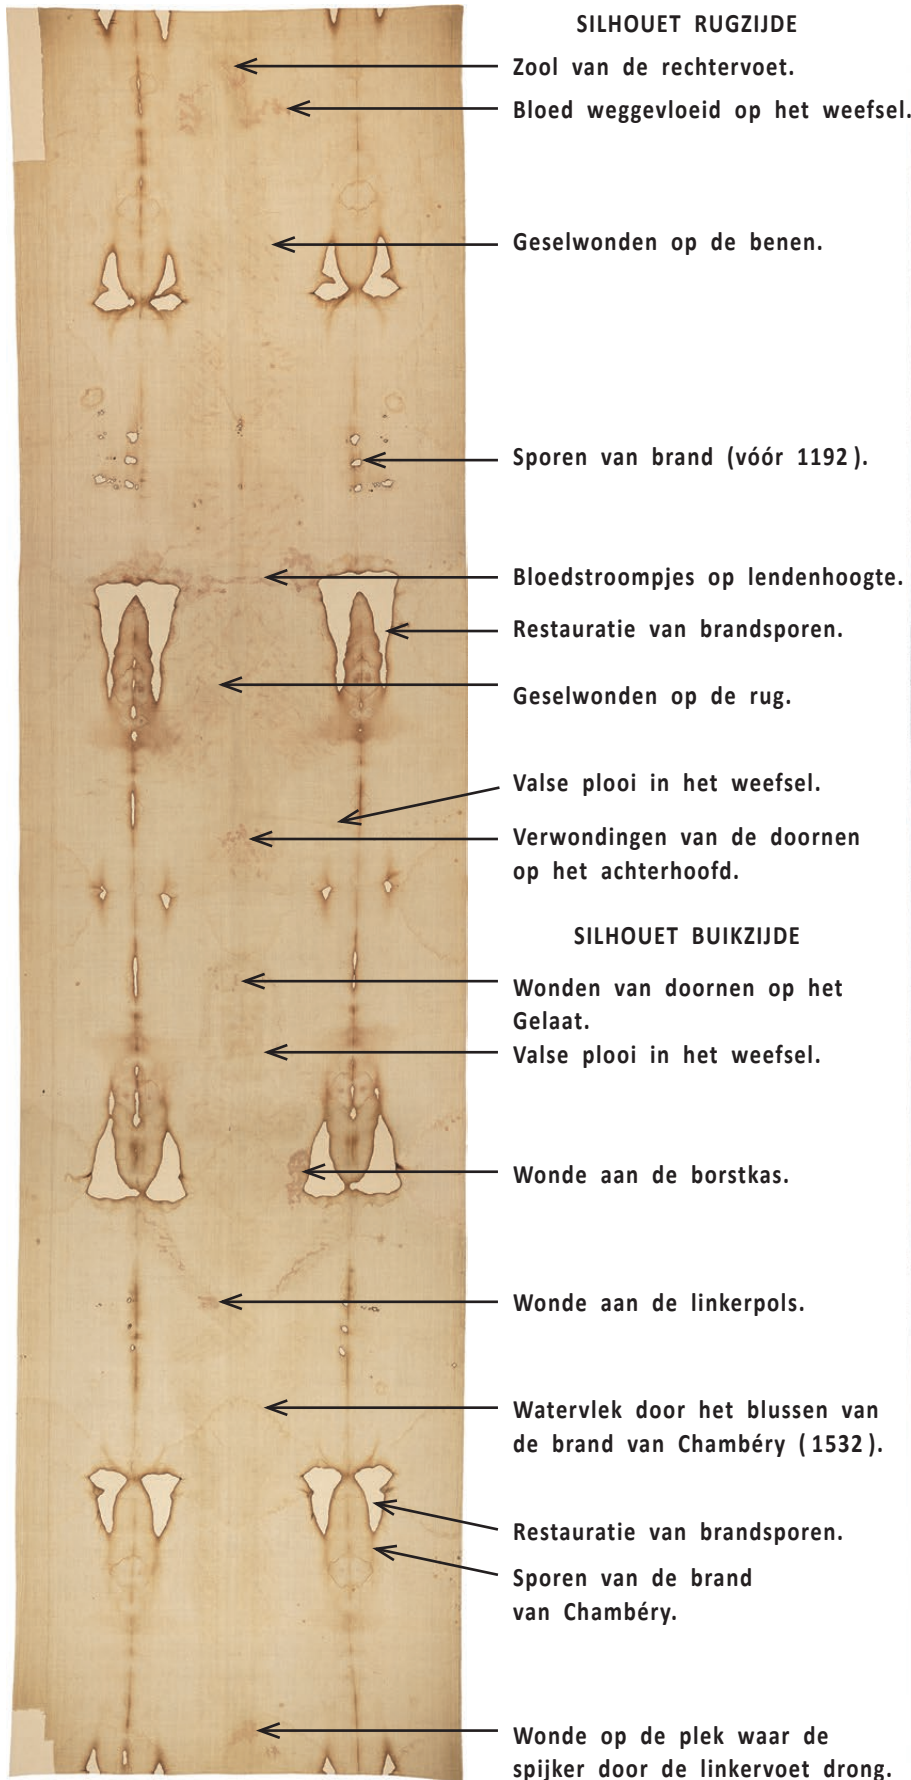 SILHOUET RUGZIJDE
Zool van de rechtervoet.
Bloed weggevloeid op het weefsel.
Geselwonden op de benen.
Sporen van brand (vóór 1192).
Bloedstroompjes op lendenhoogte.
Restauratie van brandsporen.
Geselwonden op de rug.
Valse plooi in het weefsel.
Verwondingen van de doornen
op het achterhoofd.
SILHOUET BUIKZIJDE
Wonden van doornen op het
Gelaat.
Valse plooi in het weefsel.
Wonde aan de borstkas.
Wonde aan de linkerpols.
Watervlek door het blussen van
de brand van Chambéry (1532).
Restauratie van brandsporen.
Sporen van de brand
van Chambéry.
Wonde op de plek waar de
spijker door de linkervoet drong.